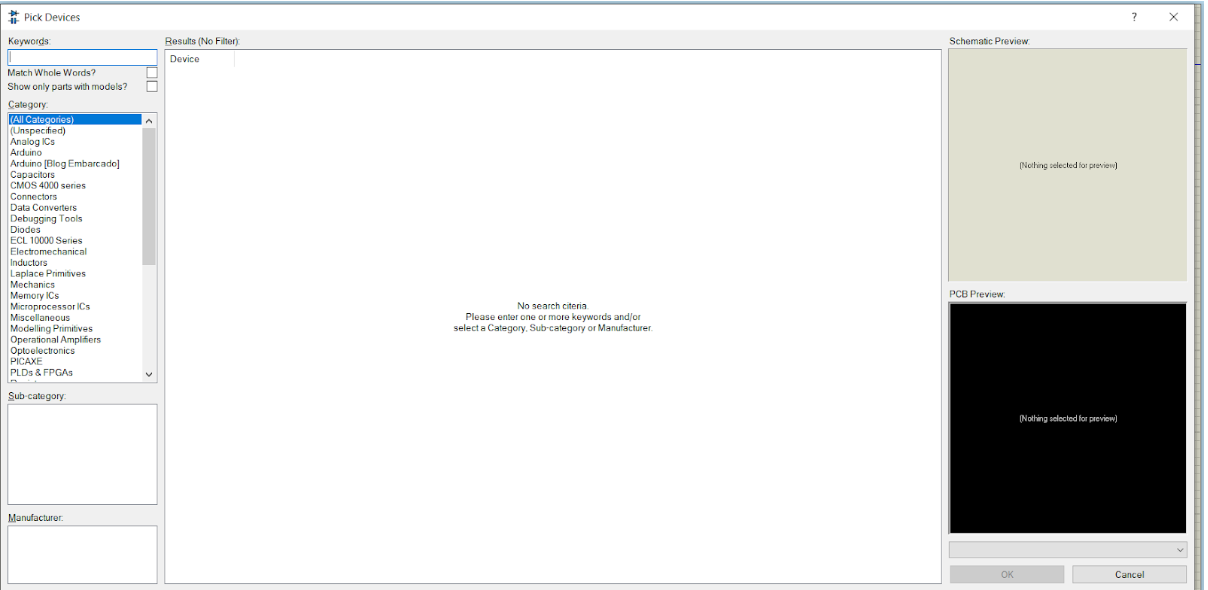 Pick Devices
?
Keywords:
Match Whole Words?
Show only parts with models?
Category:
(All Categories)
(Unspecified)
Analog ICs
Arduino
Arduino [Blog Embarcado]
Capacitors
CMOS 4000 series
Connectors
Data Converters
Debugging Tools
Diodes
ECL 10000 Series
Electromechanical
Inductors
Laplace Primitives
Mechanics
Memory ICs
Microprocessor ICs
Miscellaneous
Modelling Primitives
Operational Amplifiers
Optoelectronics
PICAXE
PLDs & FPGAs
Sub-category:
Manufacturer:
Results (No Filter):
Device
No search citeria
Please enter one or more keywords and/or
select a Category, Sub-category or Manufacturer.
Schematic Preview:
(Nothing selected for preview)
PCB Preview:
(Nothing selected for preview)
OK
Cancel